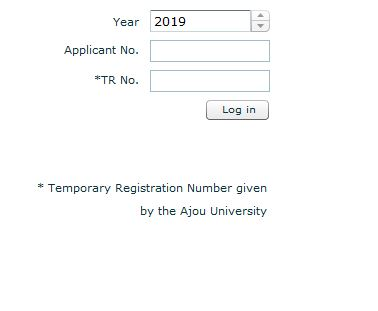 Year 2019
Applicant No.
*TR No.
Log in
* Temporary Registration Number given
by the Ajou University